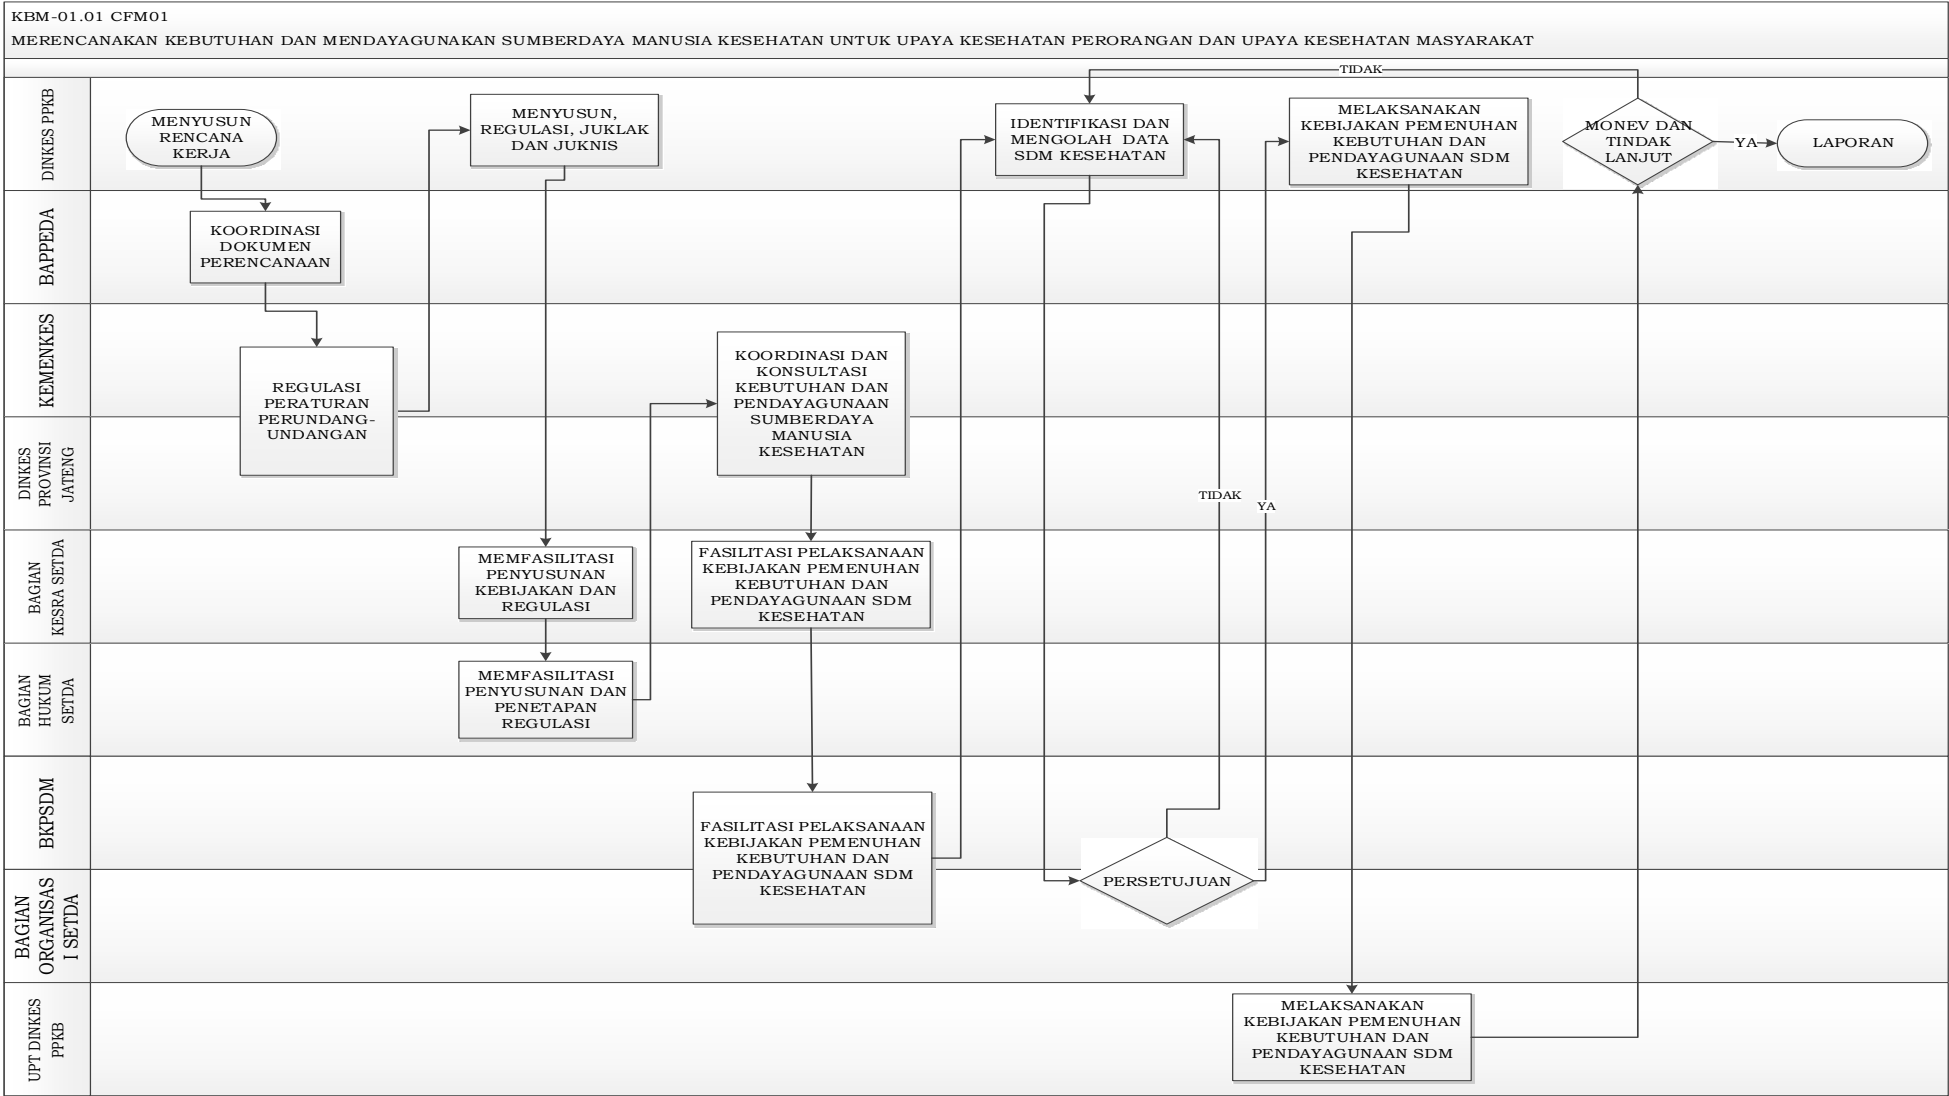 KBM-01.01 CFM01
MERENCANAKAN KEBUTUHAN DAN MENDAYAGUNAKAN SUMBERDAYA MANUSIA KESEHATAN UNTUK UPAYA KESEHATAN PERORANGAN DAN UPAYA KESEHATAN MASYARAKAT
TIDAK
DINKES PPKB
MENYUSUN
RENCANA
KERJA
MENYUSUN,
REGULASI, JUKLAK
DAN JUKNIS
IDENTIFIKASI DAN
MENGOLAH DATA
SDM KESEHATAN
MELAKSANAKAN
KEBIJAKAN PEMENUHAN
KEBUTUHAN DAN
PENDAYAGUNAAN SDM
KESEHATAN
MONEV DAN
TINDAK
LANJUT
YA
LAPORAN
BAPPEDA
KOORDINASI
DOKUMEN
PERENCANAAN
KEMENKES
REGULASI
PERATURAN
PERUNDANG-
UNDANGAN
KOORDINASI DAN
KONSULTASI
KEBUTUHAN DAN
PENDAYAGUNAAN
SUMBERDAYA
MANUSIA
KESEHATAN
DINKES
PROVINSI
JATENG
TIDAK
YA
BAGIAN
KESRA SETDA
MEMFASILITASI
PENYUSUNAN
KEBIJAKAN DAN
REGULASI
FASILITASI PELAKSANAAN
KEBIJAKAN PEMENUHAN
KEBUTUHAN DAN
PENDAYAGUNAAN SDM
KESEHATAN
BAGIAN
HUKUM
SETDA
MEMFASILITASI
PENYUSUNAN DAN
PENETAPAN
REGULASI
BKPSDM
FASILITASI PELAKSANAAN
KEBIJAKAN PEMENUHAN
KEBUTUHAN DAN
PENDAYAGUNAAN SDM
KESEHATAN
PERSETUJUAN
BAGIAN
ORGANISAS
I SETDA
UPT DINKES
PPKB
MELAKSANAKAN
KEBIJAKAN PEMENUHAN
KEBUTUHAN DAN
PENDAYAGUNAAN SDM
KESEHATAN